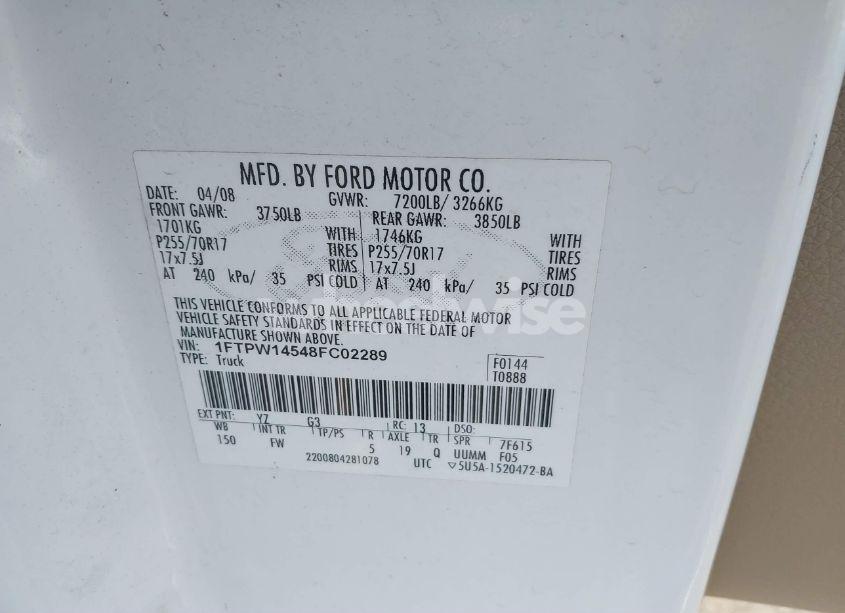 MFD. BY FORD MOTOR CO.
DATE: 04/08 GVWR: 7200LB/ 3266KG
FRONT GAWR: 3750LB REAR GAWR: 3850LB
1701KG WITH 1746KG WITH
P255/70R17 TIRES P255/70R17 TIRES
17x7.5J RIMS 17x7.5J RIMS
AT 240 kPa/ 35 PSI COLD AT 240 kPa/ 35 PSI COLD
THIS VEHICLE CONFORMS TO ALL APPLICABLE FEDERAL MOTOR
VEHICLE SAFETY STANDARDS IN EFFECT ON THE DATE OF
MANUFACTURE SHOWN ABOVE.
VIN: 1FTPW14548FC02289 F0144
TYPE: Truck T0888
EXT PNT: YZ G3 RC: 13 DSO:
WB INT TR TP/PS R AXLE TR SPR 7F615
150 FW 5 19 Q UUMM F05
2200804281078 UTC ▽5U5A-1520472-BA